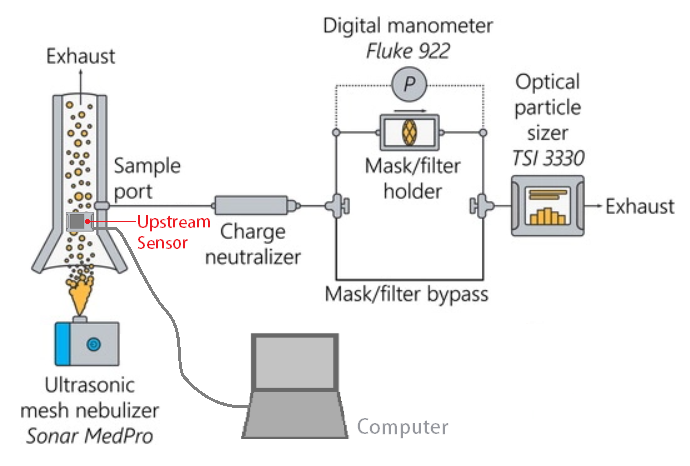 Digital manometer
Fluke 922
P
Exhaust
Optical
particle
sizer
TSI 3330
Sample
port
Mask/filter
holder
Upstream
Sensor
Charge
neutralizer
Exhaust
Mask/filter bypass
Ultrasonic
mesh nebulizer
Sonar MedPro
Computer